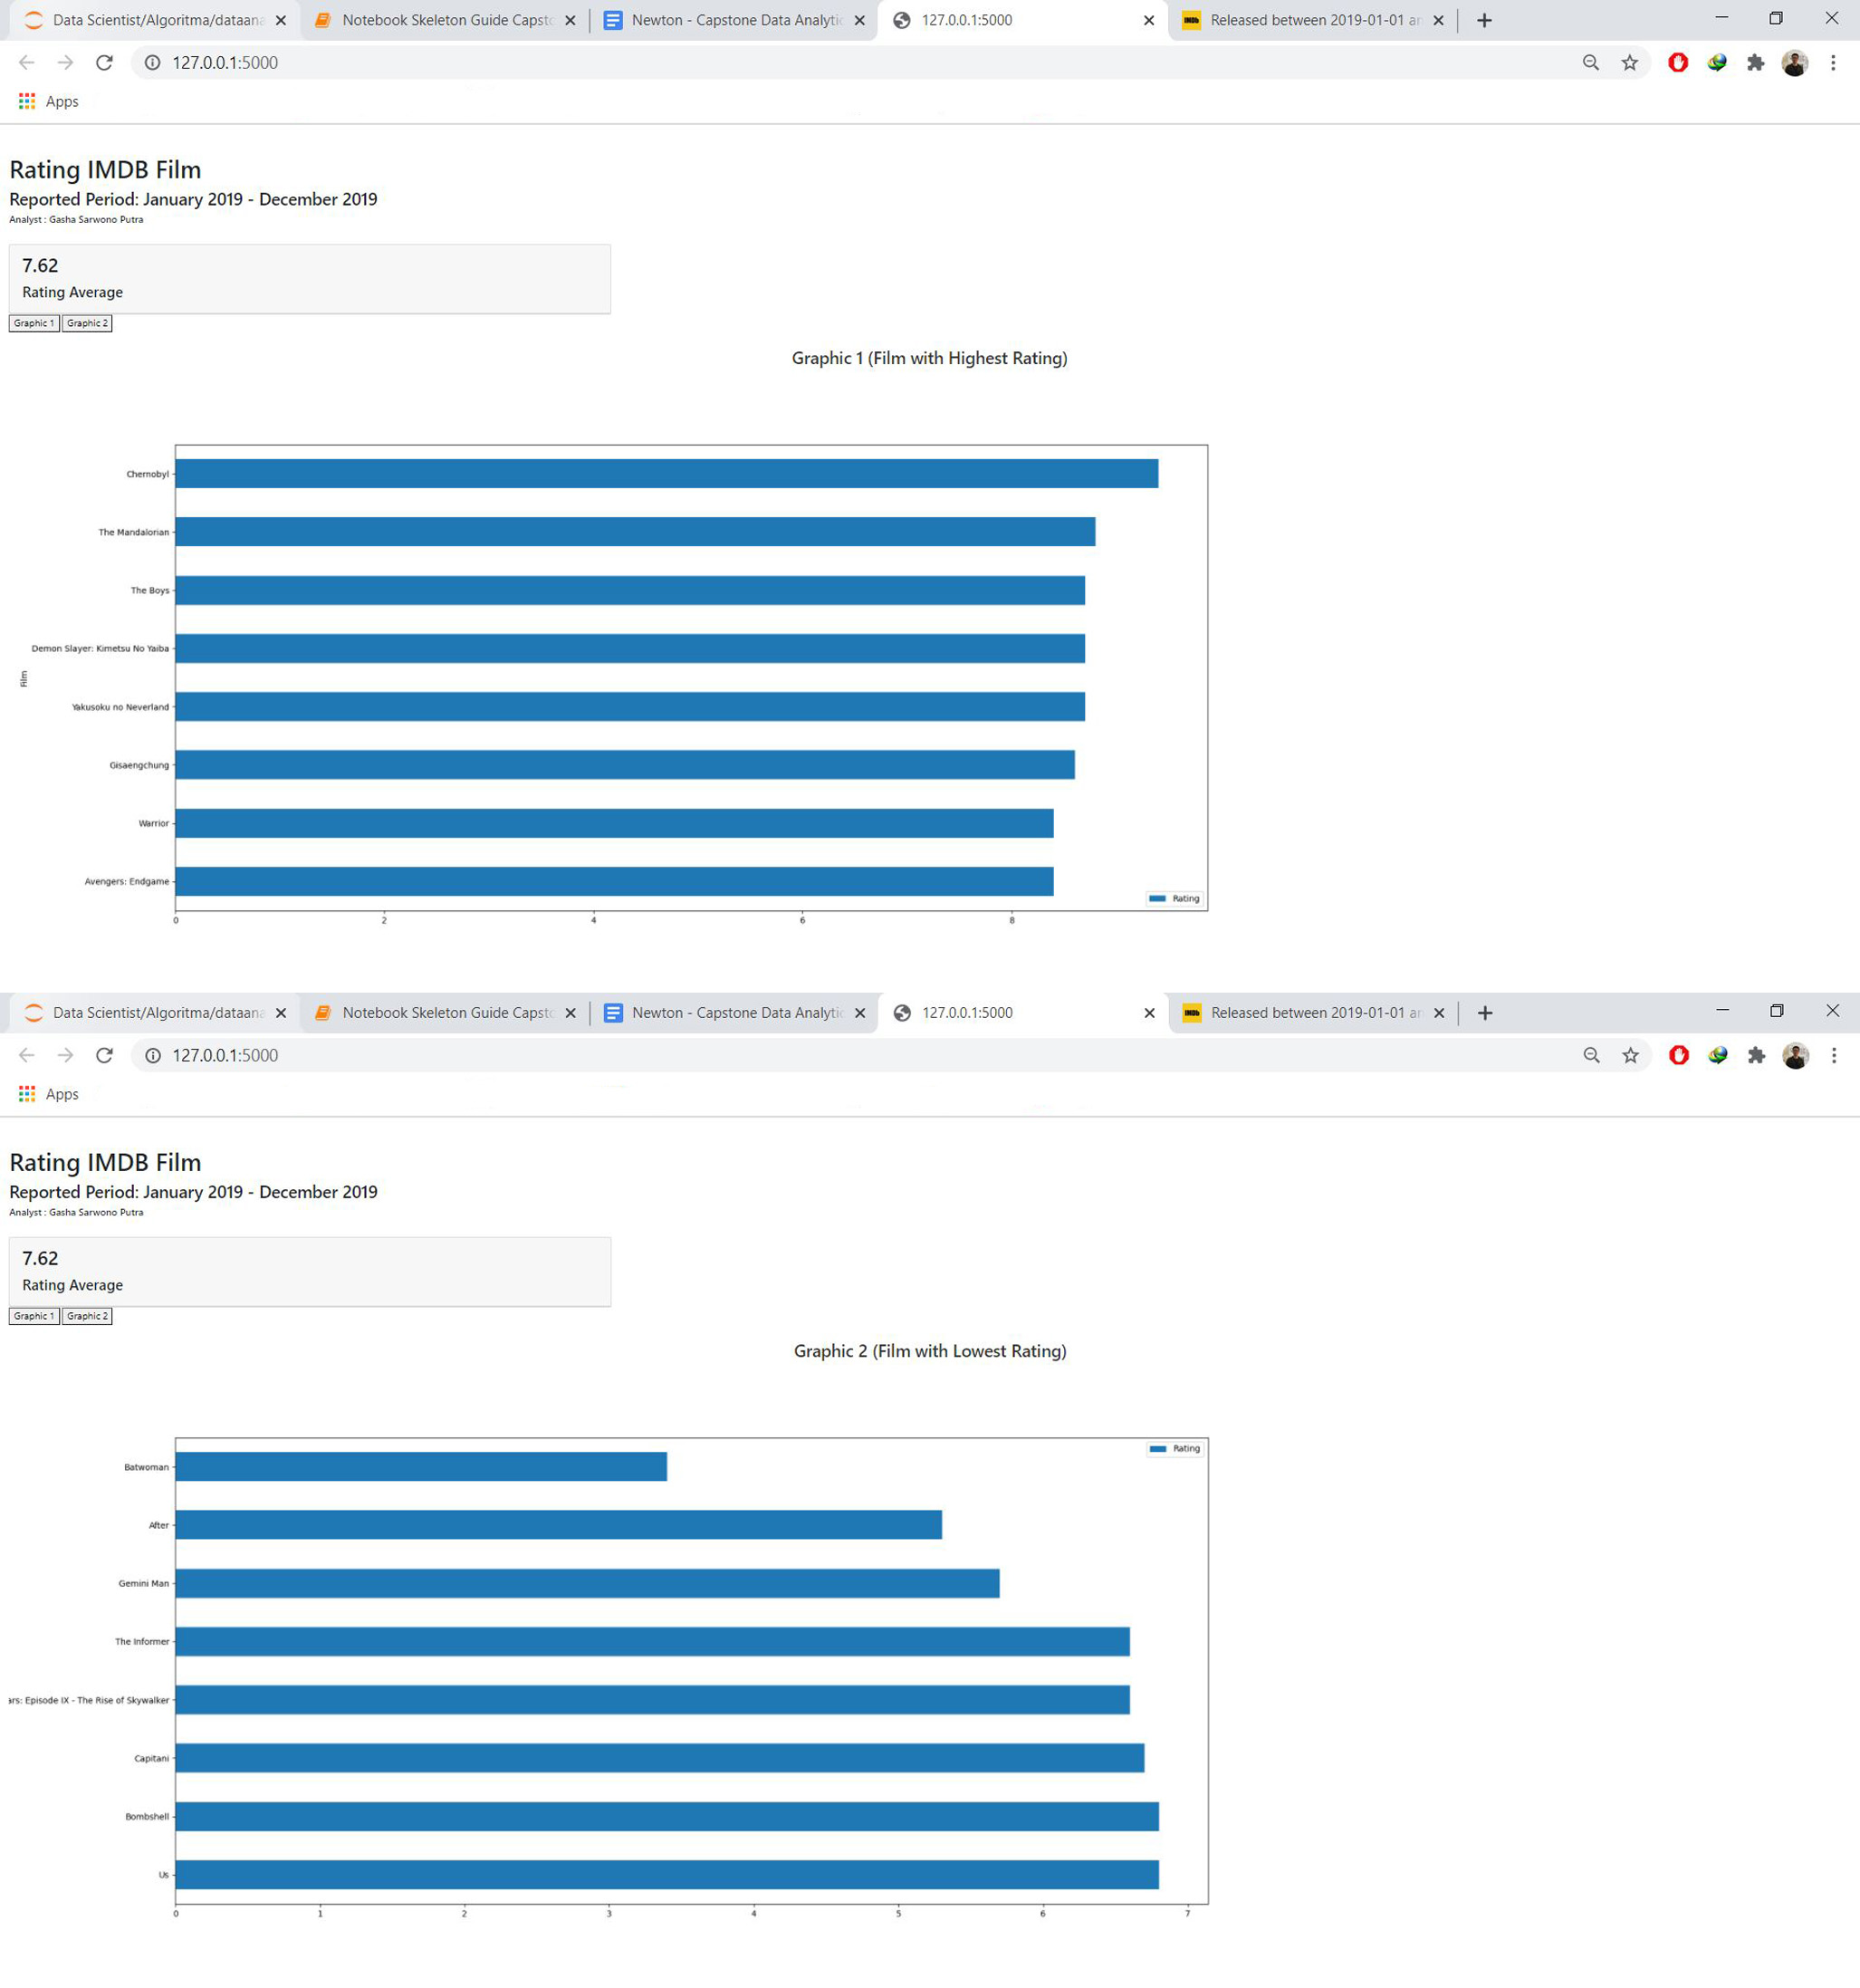 Data Scientist/Algoritma/dataana
Notebook Skeleton Guide Capsto
Newton - Capstone Data Analytic
127.0.0.1:5000
IMDb
Released between 2019-01-01 an
127.0.0.1:5000
Apps
Rating IMDB Film
Reported Period: January 2019 - December 2019
Analyst : Gasha Sarwono Putra
7.62
Rating Average
Graphic 1 Graphic 2
Graphic 1 (Film with Highest Rating)
Chernobyl
The Mandalorian
The Boys
Demon Slayer: Kimetsu No Yaiba
Film
Yakusoku no Neverland
Gisaengchung
Warrior
Avengers: Endgame
Rating
0 2 4 6 8
Data Scientist/Algoritma/dataana
Notebook Skeleton Guide Capsto
Newton - Capstone Data Analytic
127.0.0.1:5000
IMDb
Released between 2019-01-01 an
127.0.0.1:5000
Apps
Rating IMDB Film
Reported Period: January 2019 - December 2019
Analyst : Gasha Sarwono Putra
7.62
Rating Average
Graphic 1 Graphic 2
Graphic 2 (Film with Lowest Rating)
Rating
Batwoman
After
Gemini Man
The Informer
ars: Episode IX - The Rise of Skywalker
Capitani
Bombshell
Us
0 1 2 3 4 5 6 7